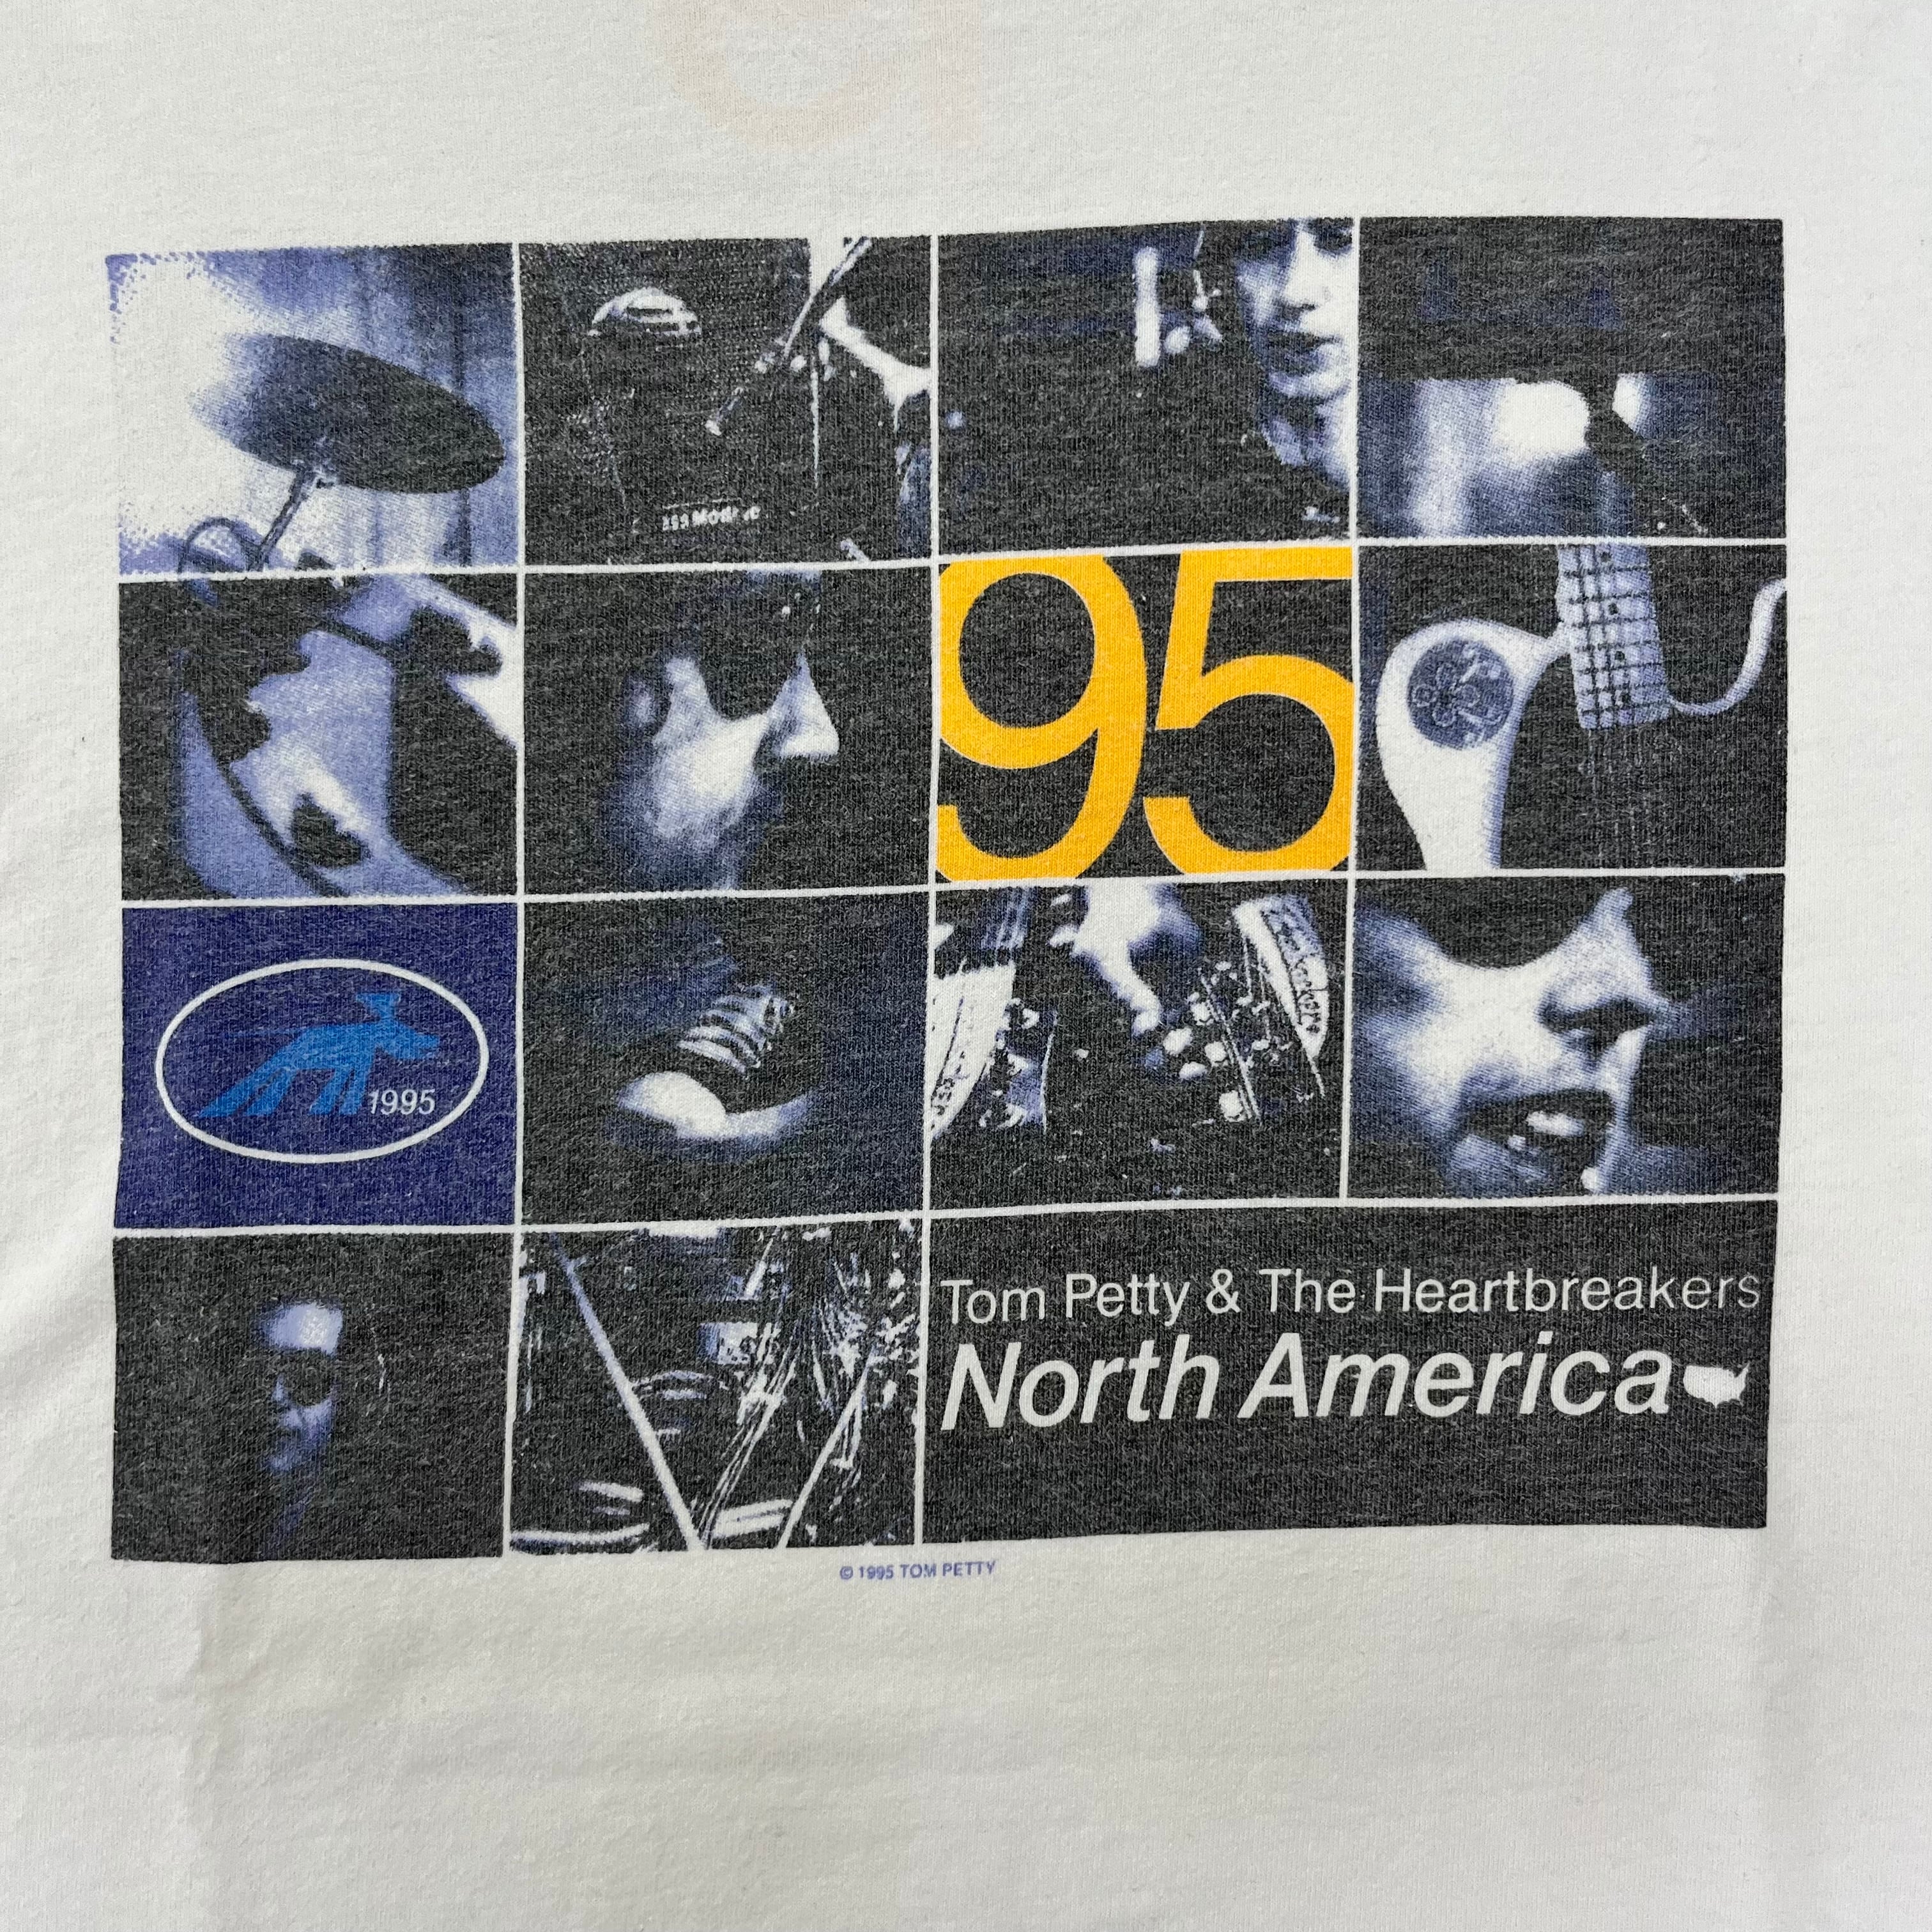 95
1995
Tom Petty & The Heartbreakers
North America
© 1995 TOM PETTY